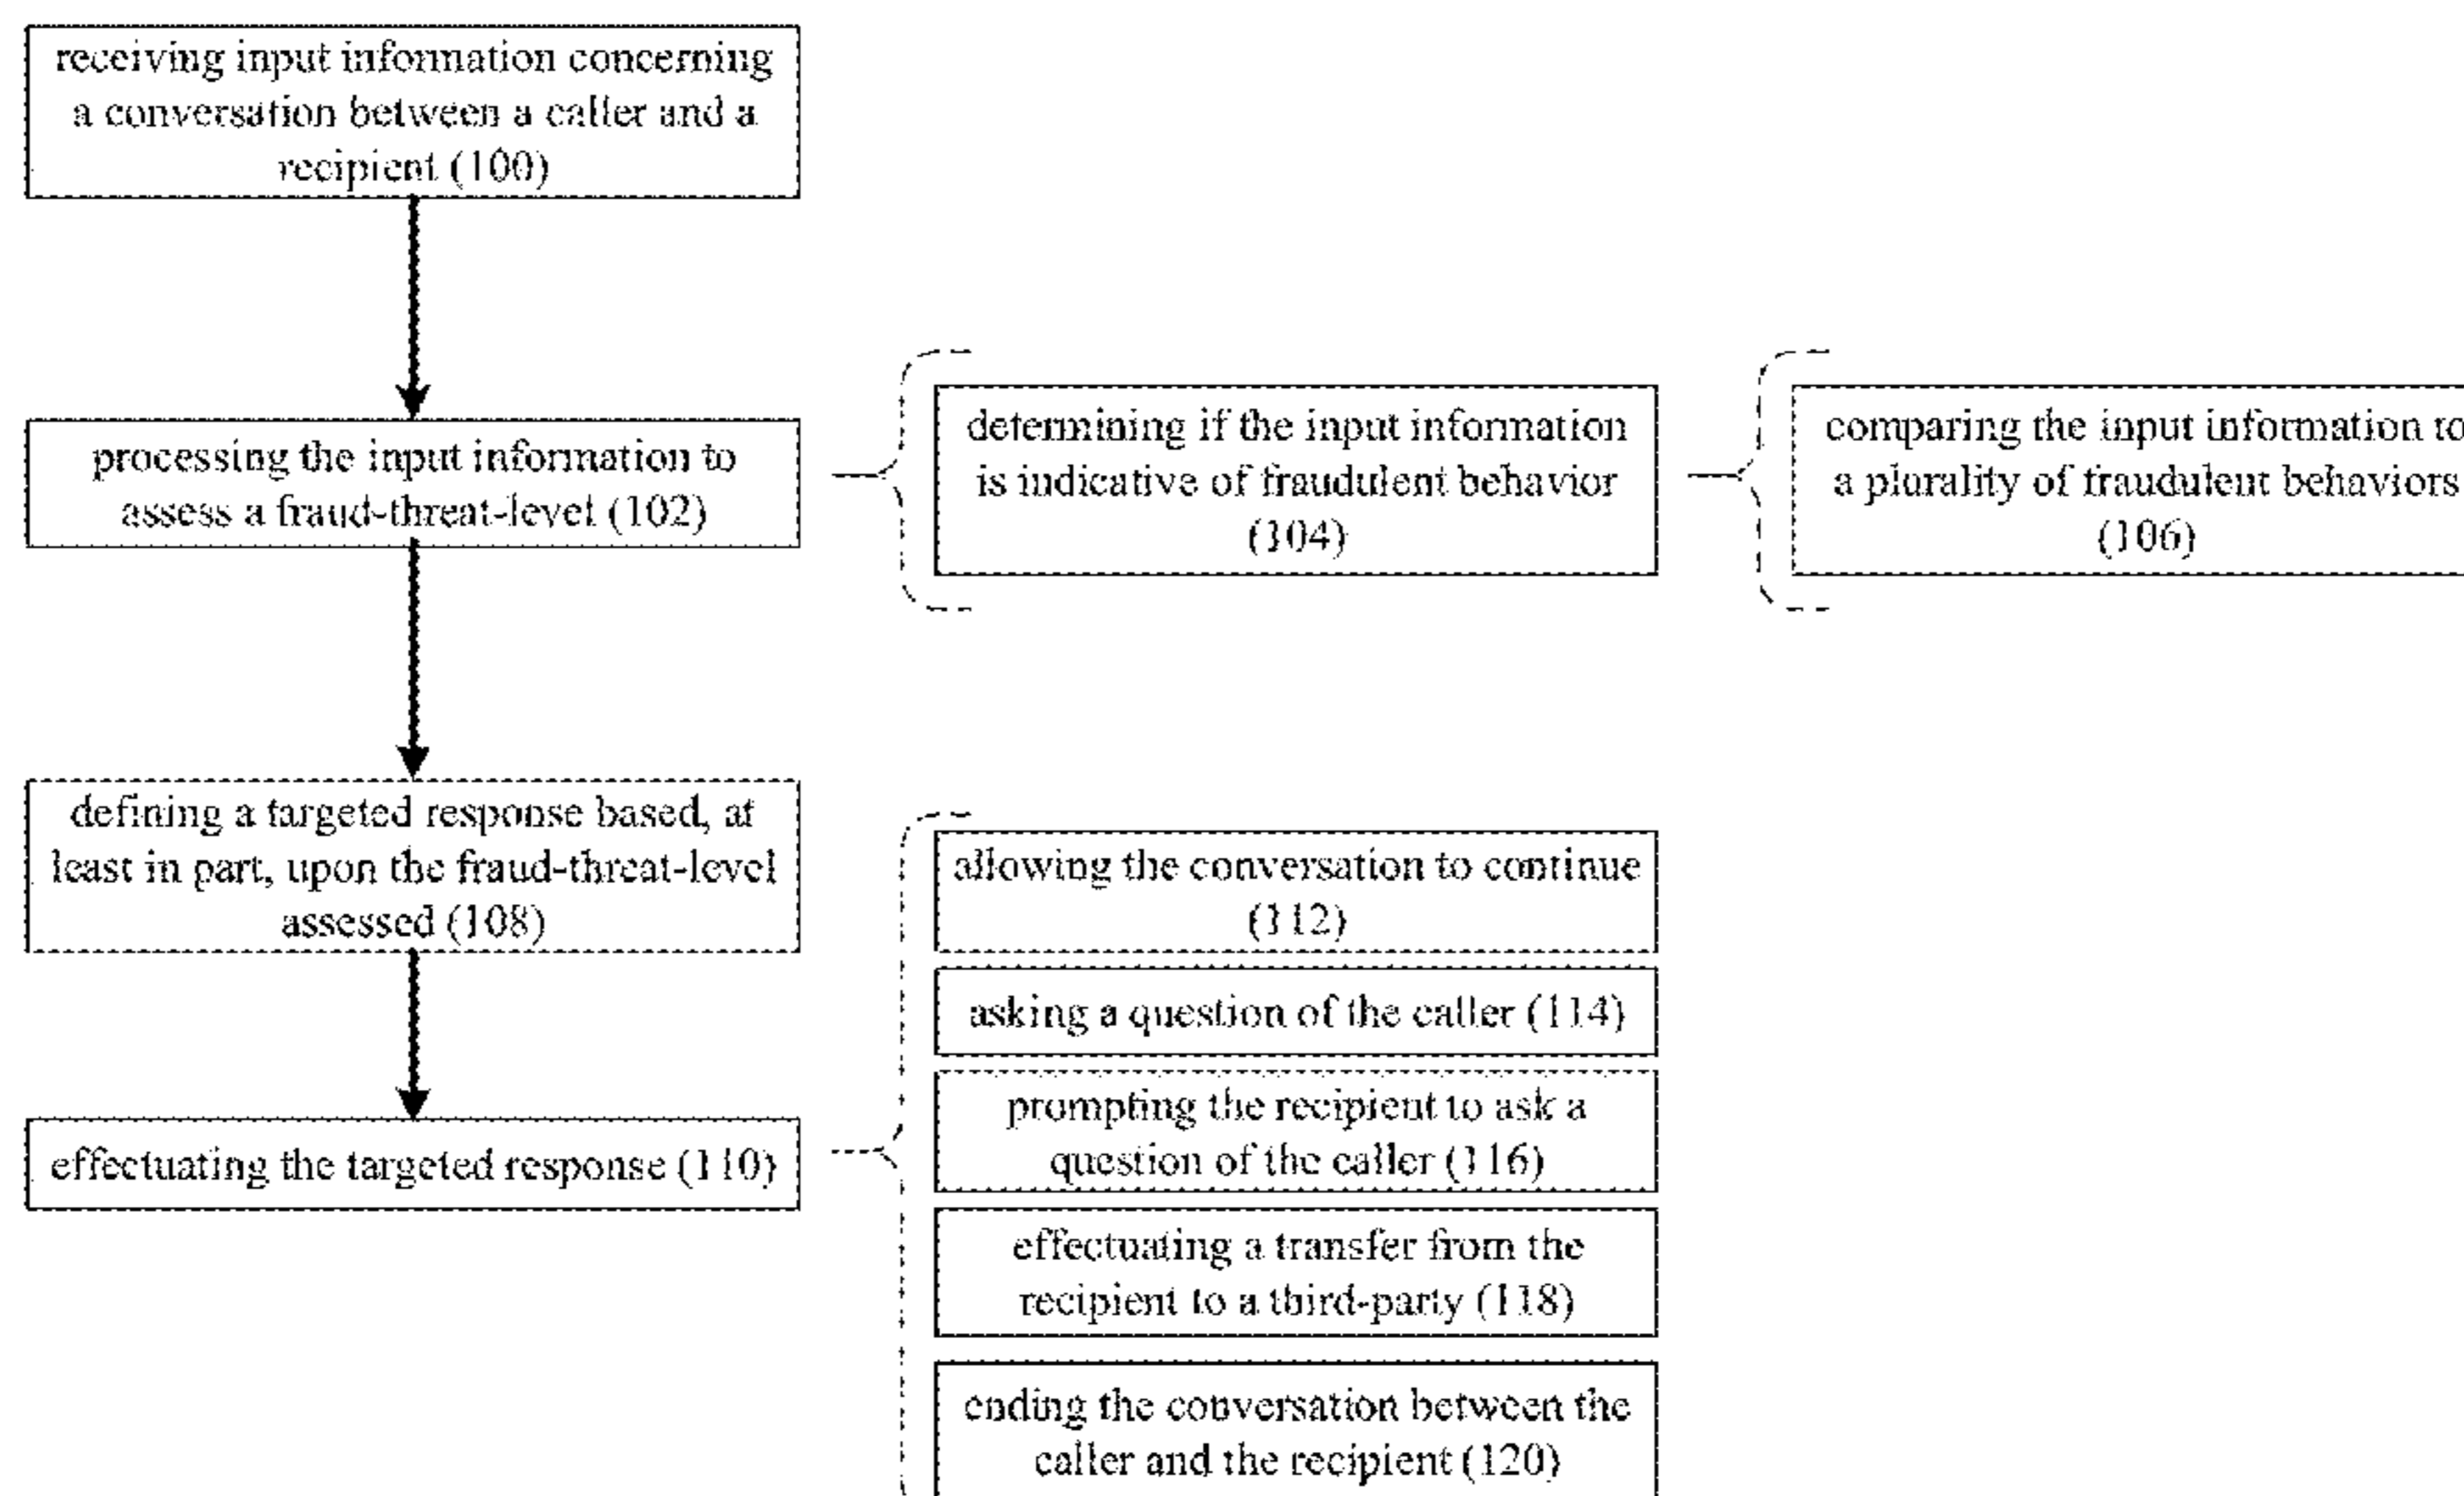 receiving input information concerning
a conversation between a caller and a
recipient (100)
processing the input information to
assess a fraud-threat-level (102)
determining if the input information
is indicative of fraudulent behavior
(104)
comparing the input information to
a plurality of fraudulent behaviors
(106)
defining a targeted response based, at
least in part, upon the fraud-threat-level
assessed (108)
effectuating the targeted response (110)
allowing the conversation to continue
(112)
asking a question of the caller (114)
prompting the recipient to ask a
question of the caller (116)
effectuating a transfer from the
recipient to a third-party (118)
ending the conversation between the
caller and the recipient (120)